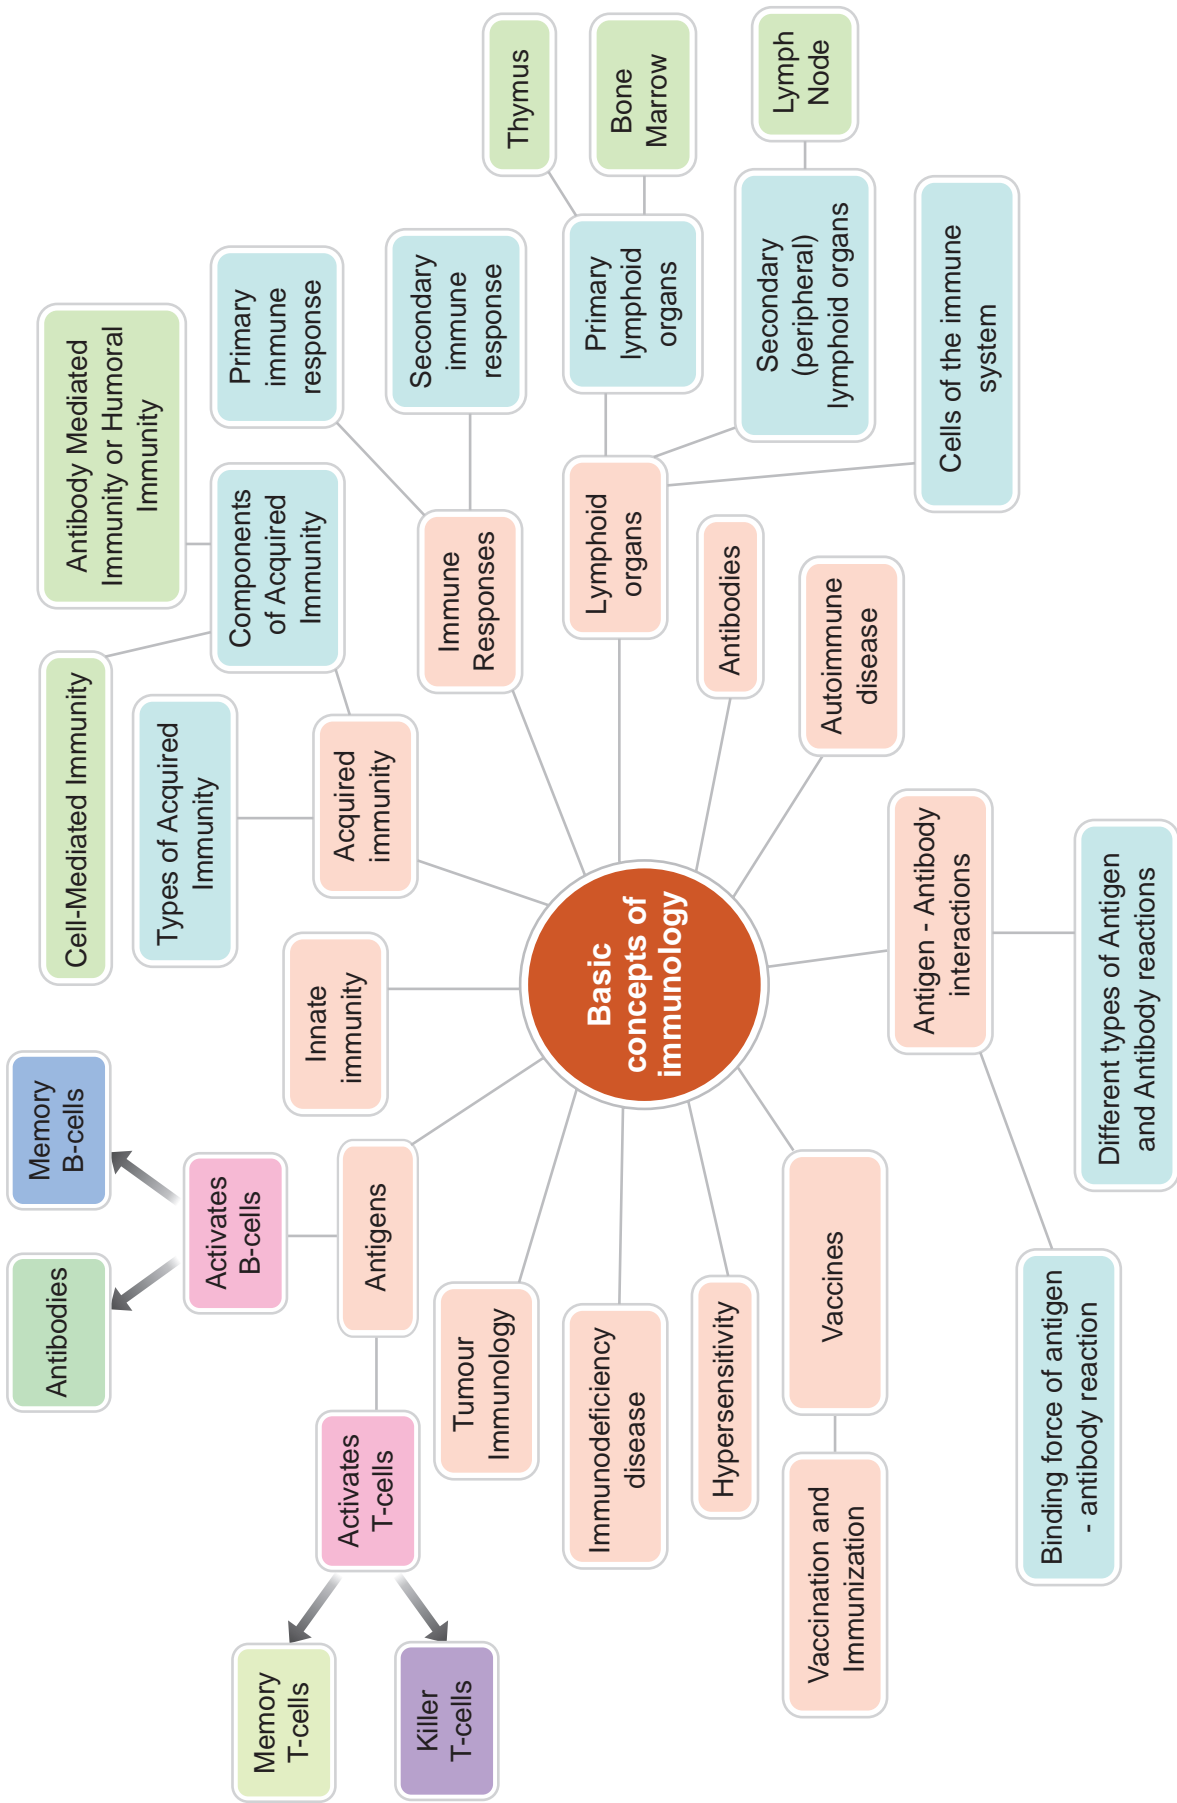 Basic
concepts of
immunology
Innate
immunity
Acquired
immunity
Types of Acquired
Immunity
Components
of Acquired
Immunity
Cell-Mediated Immunity
Antibody Mediated
Immunity or Humoral
Immunity
Immune
Responses
Primary
immune
response
Secondary
immune
response
Lymphoid
organs
Primary
lymphoid
organs
Thymus
Bone
Marrow
Secondary
(peripheral)
lymphoid organs
Lymph
Node
Cells of the immune
system
Antibodies
Autoimmune
disease
Antigen - Antibody
interactions
Different types of Antigen
and Antibody reactions
Binding force of antigen
- antibody reaction
Vaccines
Vaccination and
Immunization
Hypersensitivity
Immunodeficiency
disease
Tumour
Immunology
Antigens
Activates
B-cells
Antibodies
Memory
B-cells
Activates
T-cells
Memory
T-cells
Killer
T-cells